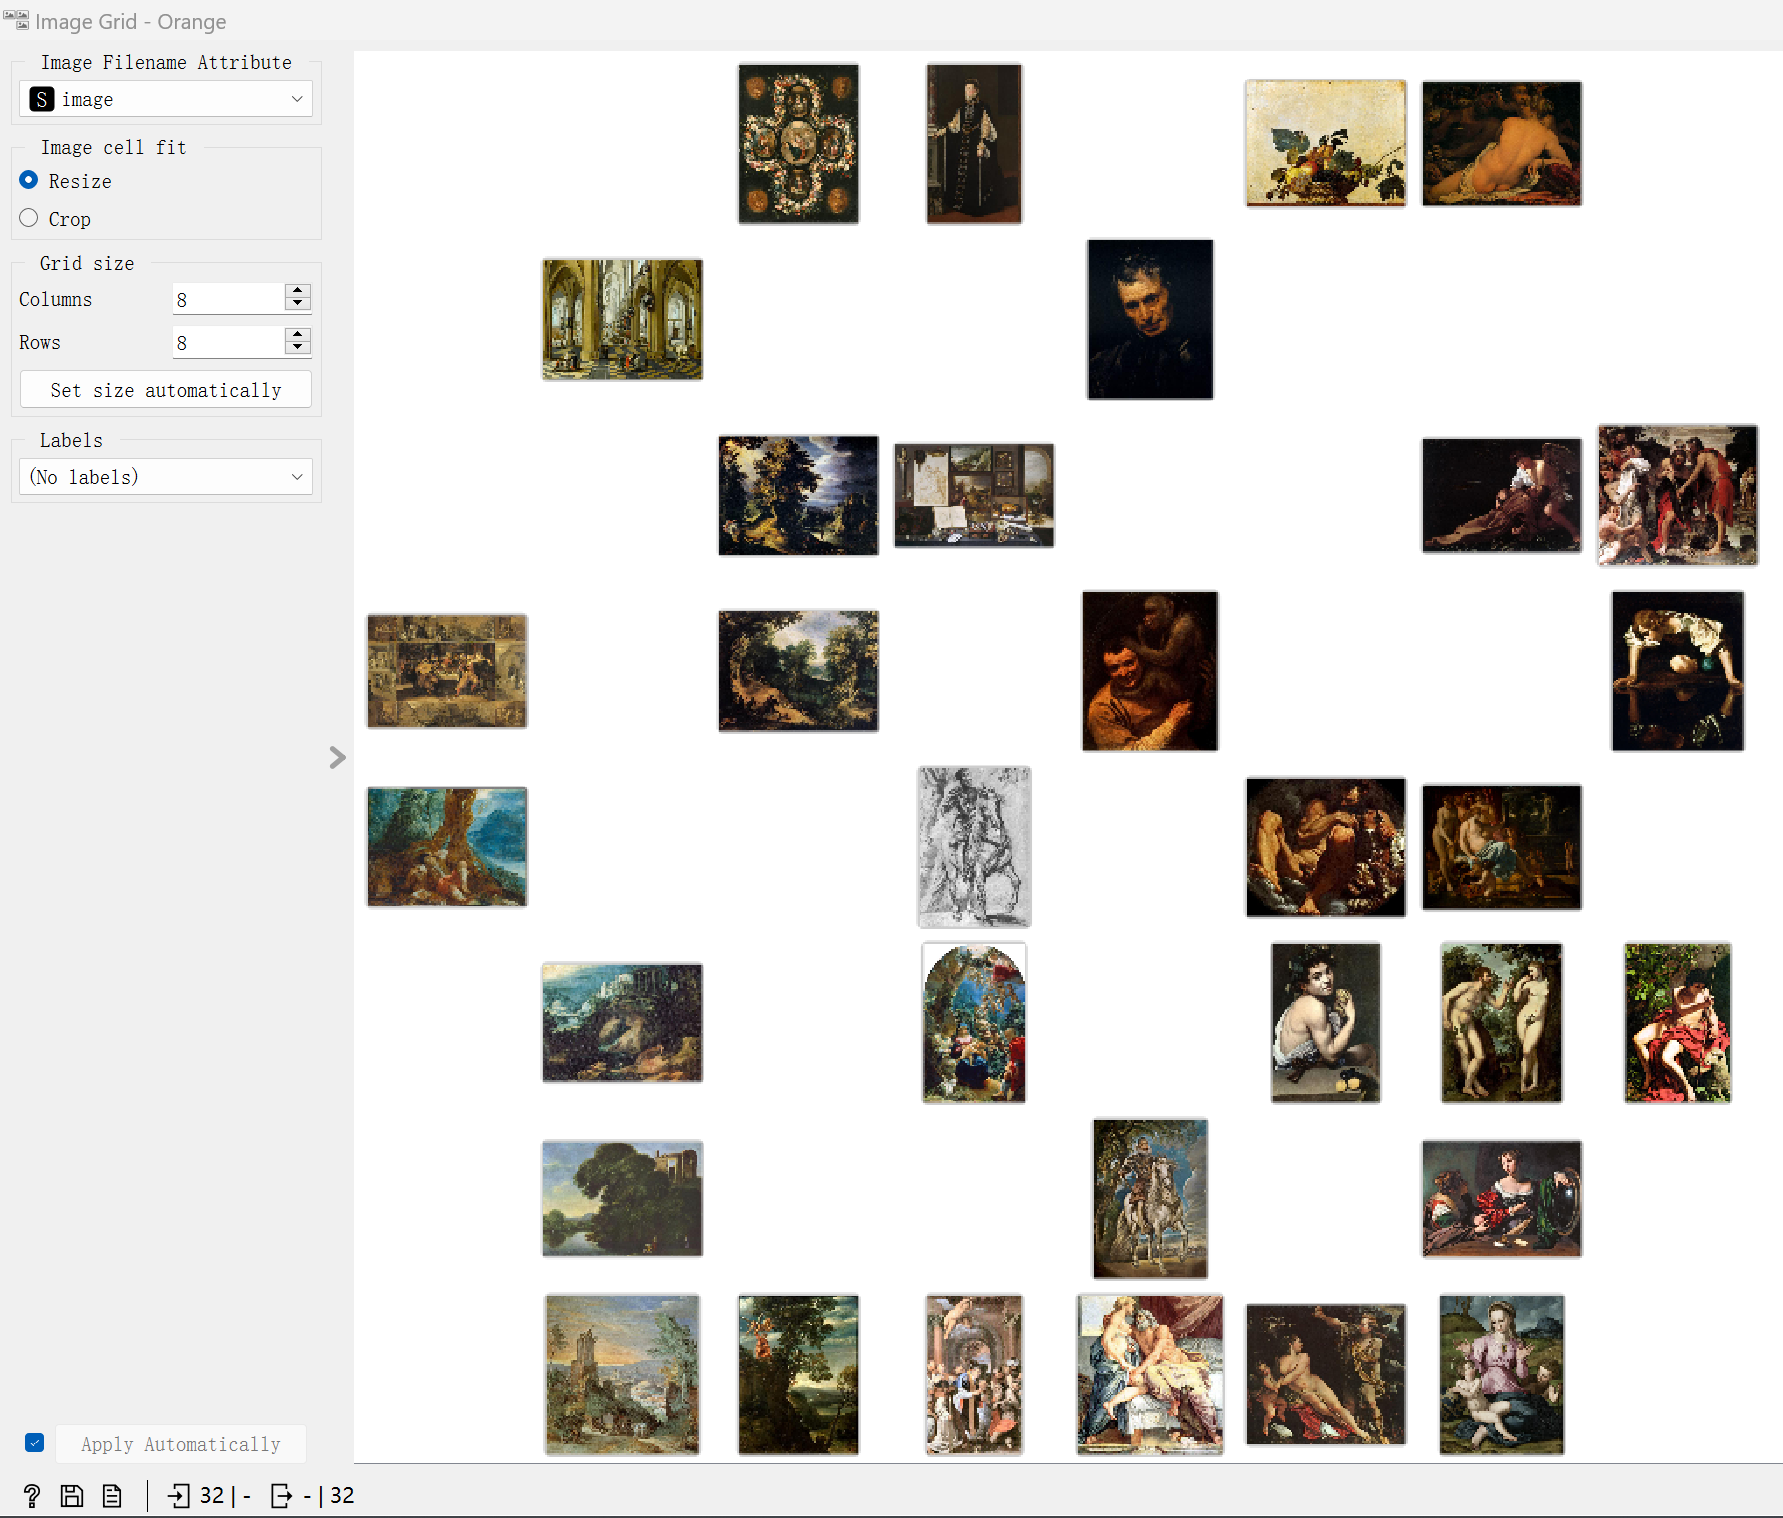 Image Grid - Orange
Image Filename Attribute
S image
Image cell fit
Resize
Crop
Grid size
Columns 8
Rows 8
Set size automatically
Labels
(No labels)
Apply Automatically
? 32 | - - | 32